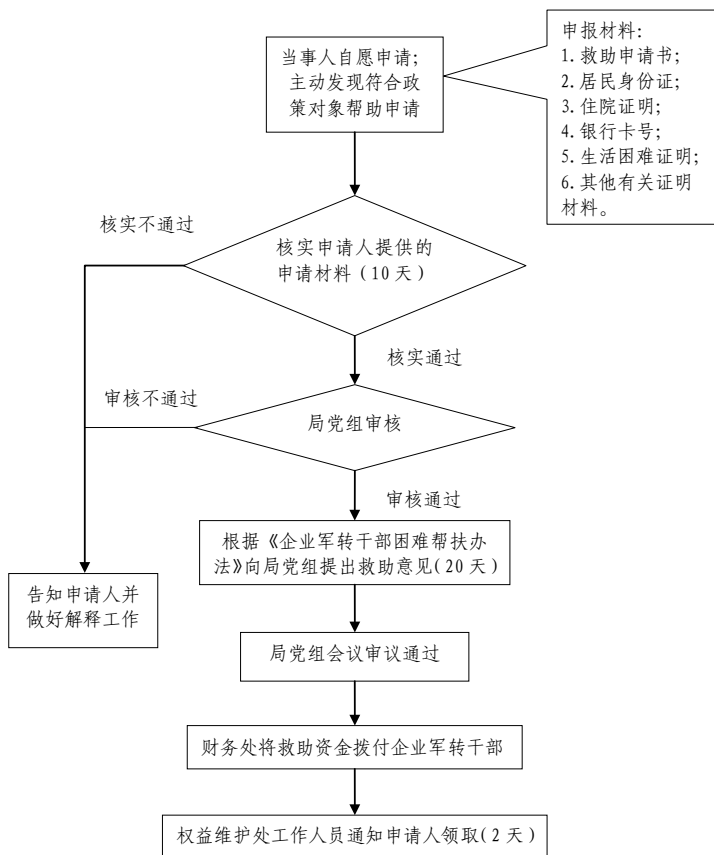 当事人自愿申请；
主动发现符合政
策对象帮助申请
申报材料：
1.救助申请书；
2.居民身份证；
3.住院证明；
4.银行卡号；
5.生活困难证明；
6.其他有关证明
材料。
核实不通过
核实申请人提供的
申请材料（10天）
核实通过
审核不通过
局党组审核
审核通过
根据《企业军转干部困难帮扶办
法》向局党组提出救助意见(20天）
告知申请人并
做好解释工作
局党组会议审议通过
财务处将救助资金拨付企业军转干部
权益维护处工作人员通知申请人领取(2天）